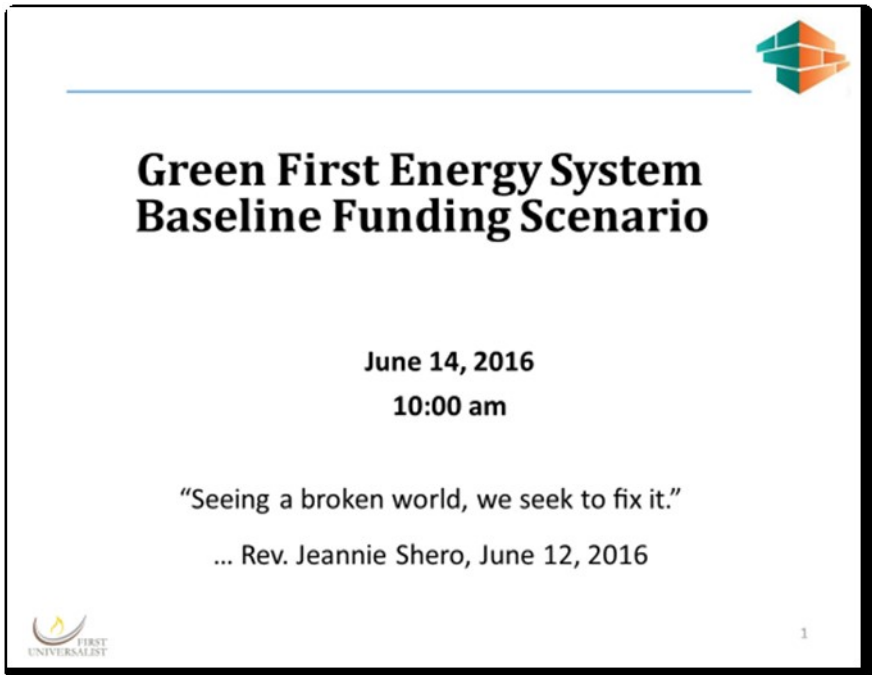 Green First Energy System
Baseline Funding Scenario
June 14, 2016
10:00 am
“Seeing a broken world, we seek to fix it.”
... Rev. Jeannie Shero, June 12, 2016
FIRST
UNIVERSALIST
1